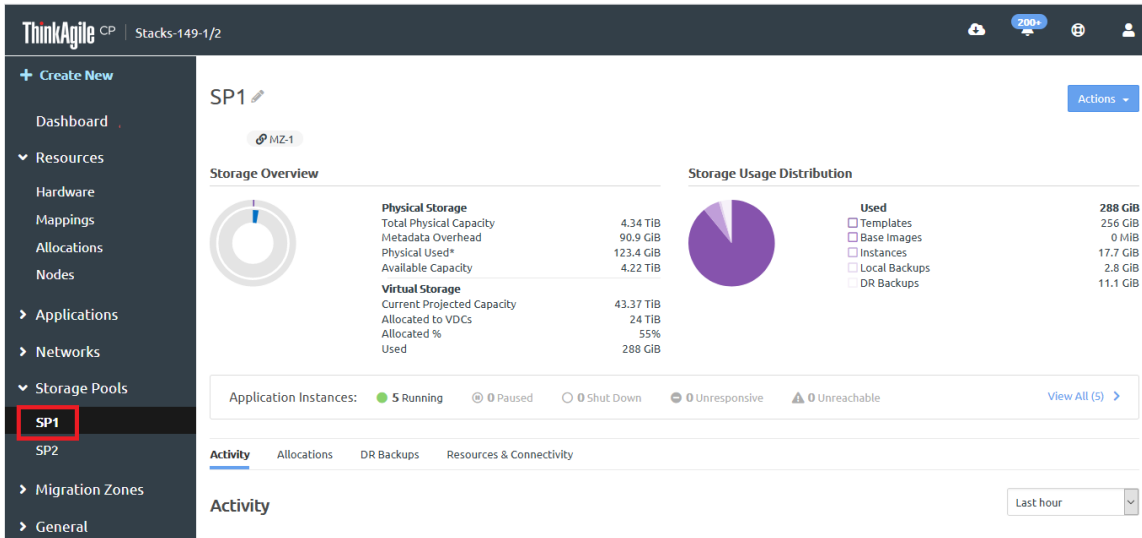 ThinkAgile CP | Stacks-149-1/2
200+
+ Create New
Dashboard
Resources
Hardware
Mappings
Allocations
Nodes
Applications
Networks
Storage Pools
SP1
SP2
Migration Zones
General
SP1
Actions
MZ-1
Storage Overview
Physical Storage
Total Physical Capacity 4.34 TiB
Metadata Overhead 90.9 GiB
Physical Used* 123.4 GiB
Available Capacity 4.22 TiB
Virtual Storage
Current Projected Capacity 43.37 TiB
Allocated to VDCs 24 TiB
Allocated % 55%
Used 288 GiB
Storage Usage Distribution
Used 288 GiB
Templates 256 GiB
Base Images 0 MiB
Instances 17.7 GiB
Local Backups 2.8 GiB
DR Backups 11.1 GiB
Application Instances: 5 Running 0 Paused 0 Shut Down 0 Unresponsive 0 Unreachable View All (5)
Activity Allocations DR Backups Resources & Connectivity
Activity Last hour